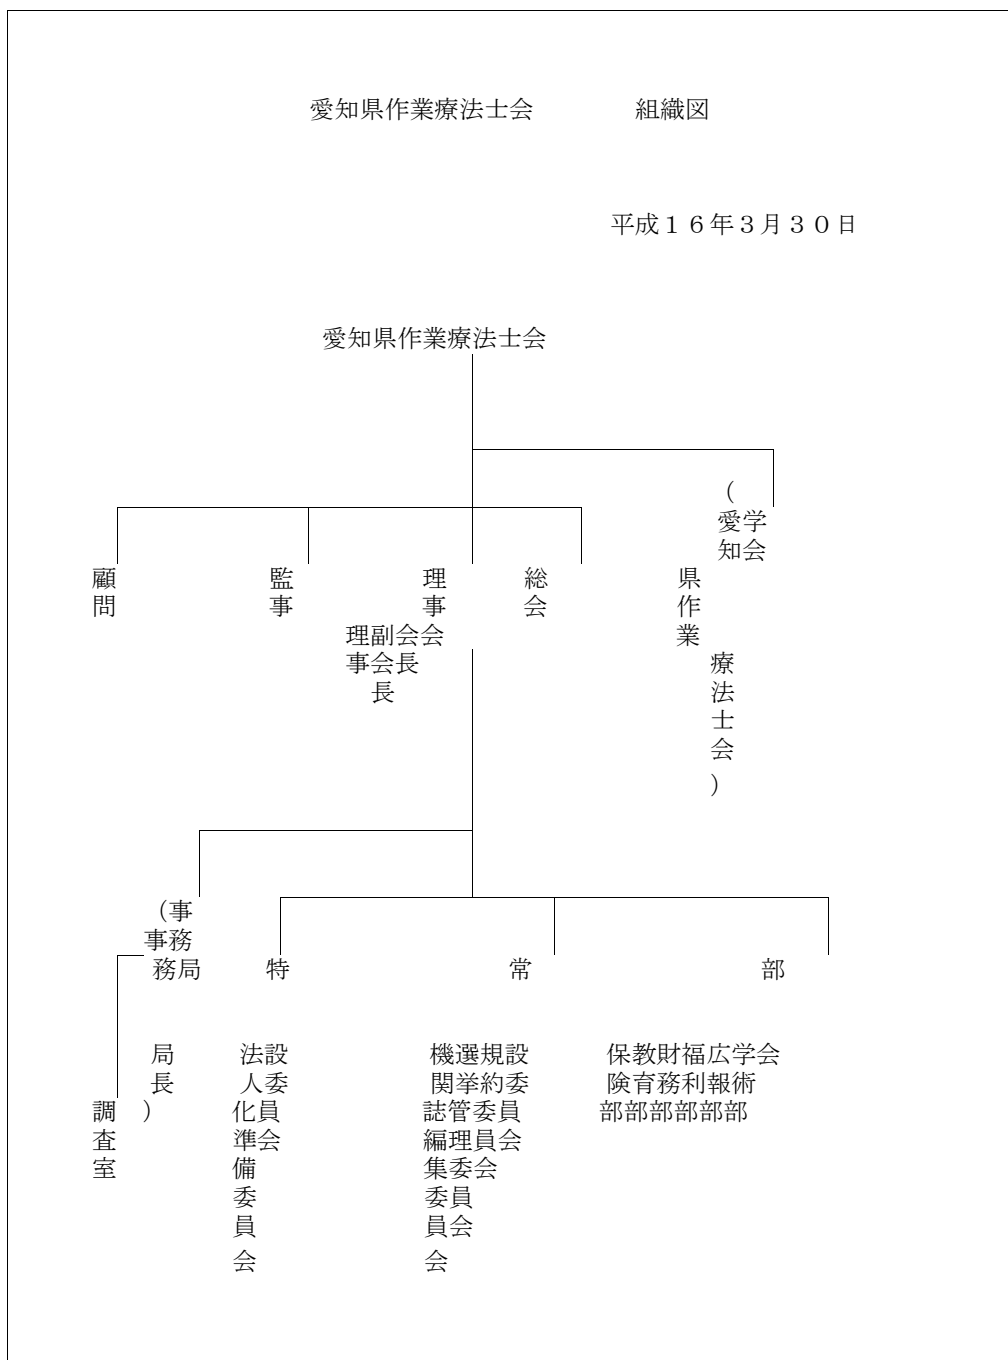 愛知県作業療法士会 組織図
平成１６年３月３０日
愛知県作業療法士会
学会
（愛知県作業療法士会）
総会
理事会
会長
副会長
理事
監事
顧問
部会
学術部
広報部
福利部
財務部
教育部
保険部
常設委員会
規約委員会
選挙管理委員会
機関誌編集委員会
特設委員会
法人化準備委員会
事務局
（事務局長）
調査室